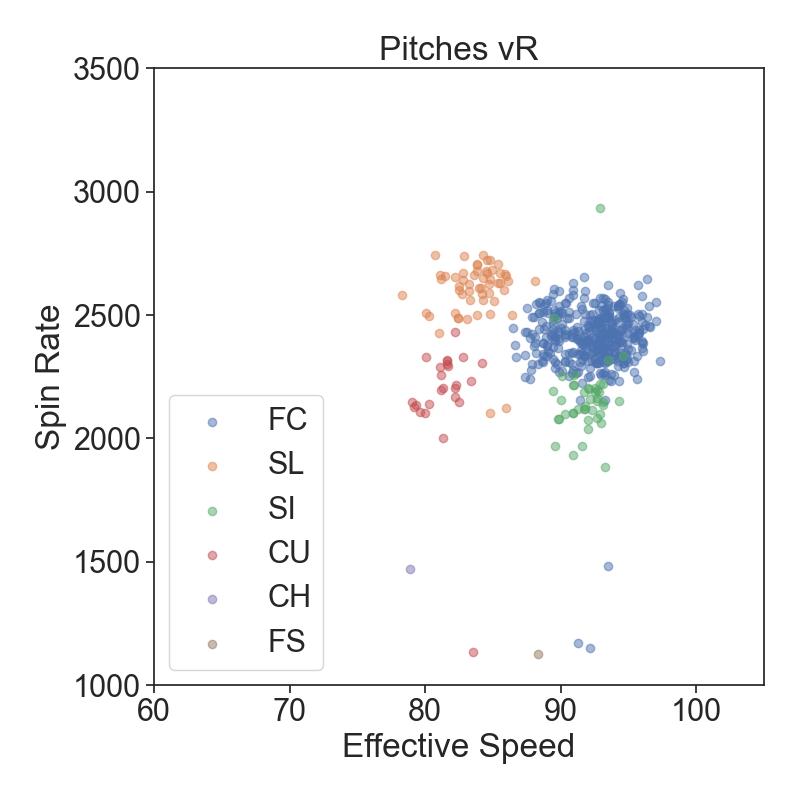 Pitches vR
3500
3000
2500
2000
1500
1000
Spin Rate
FC
SL
SI
CU
CH
FS
60 70 80 90 100
Effective Speed